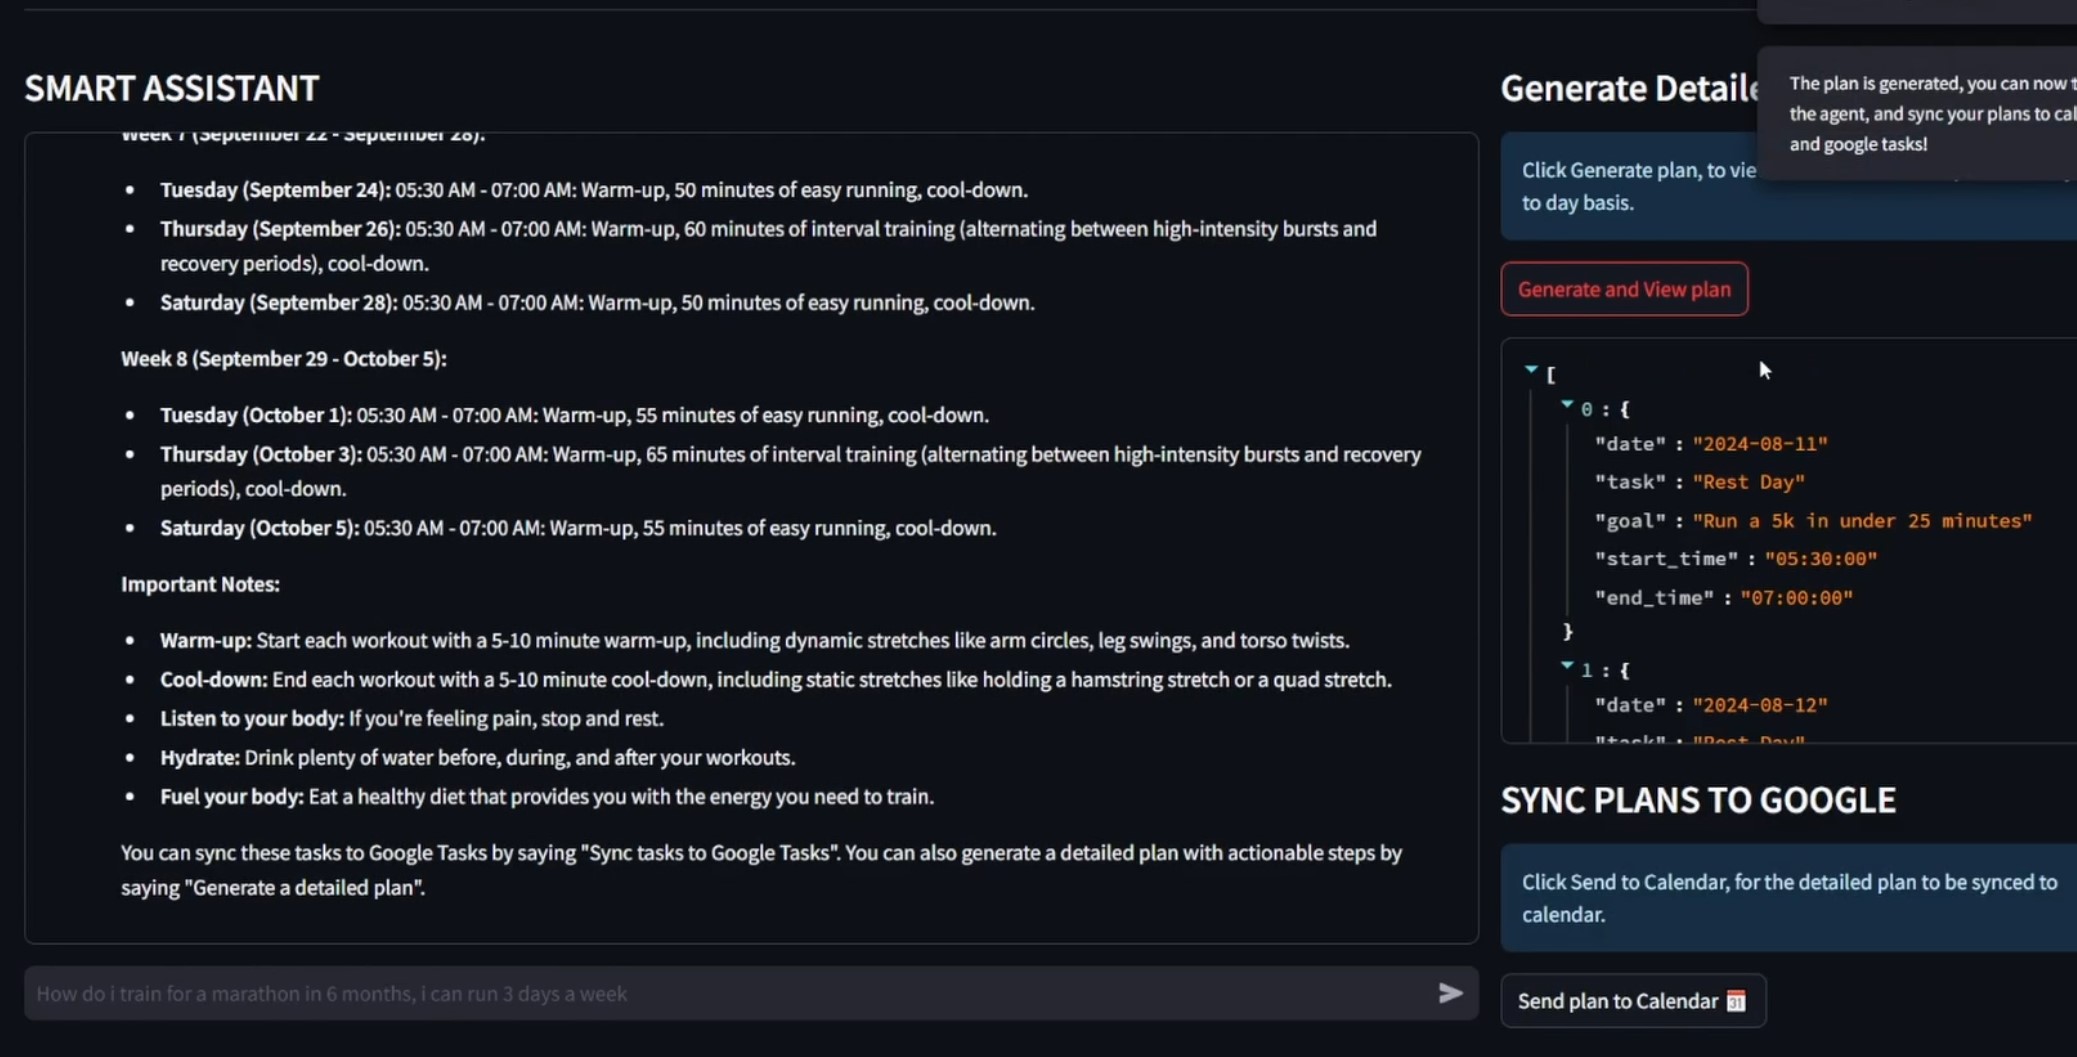 SMART ASSISTANT
Week 7 (September 22 - September 28):
Tuesday (September 24): 05:30 AM - 07:00 AM: Warm-up, 50 minutes of easy running, cool-down.
Thursday (September 26): 05:30 AM - 07:00 AM: Warm-up, 60 minutes of interval training (alternating between high-intensity bursts and
recovery periods), cool-down.
Saturday (September 28): 05:30 AM - 07:00 AM: Warm-up, 50 minutes of easy running, cool-down.
Week 8 (September 29 - October 5):
Tuesday (October 1): 05:30 AM - 07:00 AM: Warm-up, 55 minutes of easy running, cool-down.
Thursday (October 3): 05:30 AM - 07:00 AM: Warm-up, 65 minutes of interval training (alternating between high-intensity bursts and recovery
periods), cool-down.
Saturday (October 5): 05:30 AM - 07:00 AM: Warm-up, 55 minutes of easy running, cool-down.
Important Notes:
Warm-up: Start each workout with a 5-10 minute warm-up, including dynamic stretches like arm circles, leg swings, and torso twists.
Cool-down: End each workout with a 5-10 minute cool-down, including static stretches like holding a hamstring stretch or a quad stretch.
Listen to your body: If you're feeling pain, stop and rest.
Hydrate: Drink plenty of water before, during, and after your workouts.
Fuel your body: Eat a healthy diet that provides you with the energy you need to train.
You can sync these tasks to Google Tasks by saying "Sync tasks to Google Tasks". You can also generate a detailed plan with actionable steps by
saying "Generate a detailed plan".
How do i train for a marathon in 6 months, i can run 3 days a week
Generate
The plan is generated, you can now
the agent, and sync your plans to
and google tasks!
Click Generate plan, to
to day basis.
Generate and View plan
[
0 : {
"date" : "2024-08-11"
"task" : "Rest Day"
"goal" : "Run a 5k in under 25 minutes"
"start_time" : "05:30:00"
"end_time" : "07:00:00"
}
1 : {
"date" : "2024-08-12"
"task" : "Rest Day"
SYNC PLANS TO GOOGLE
Click Send to Calendar, for the detailed plan to be synced to
calendar.
Send plan to Calendar
31